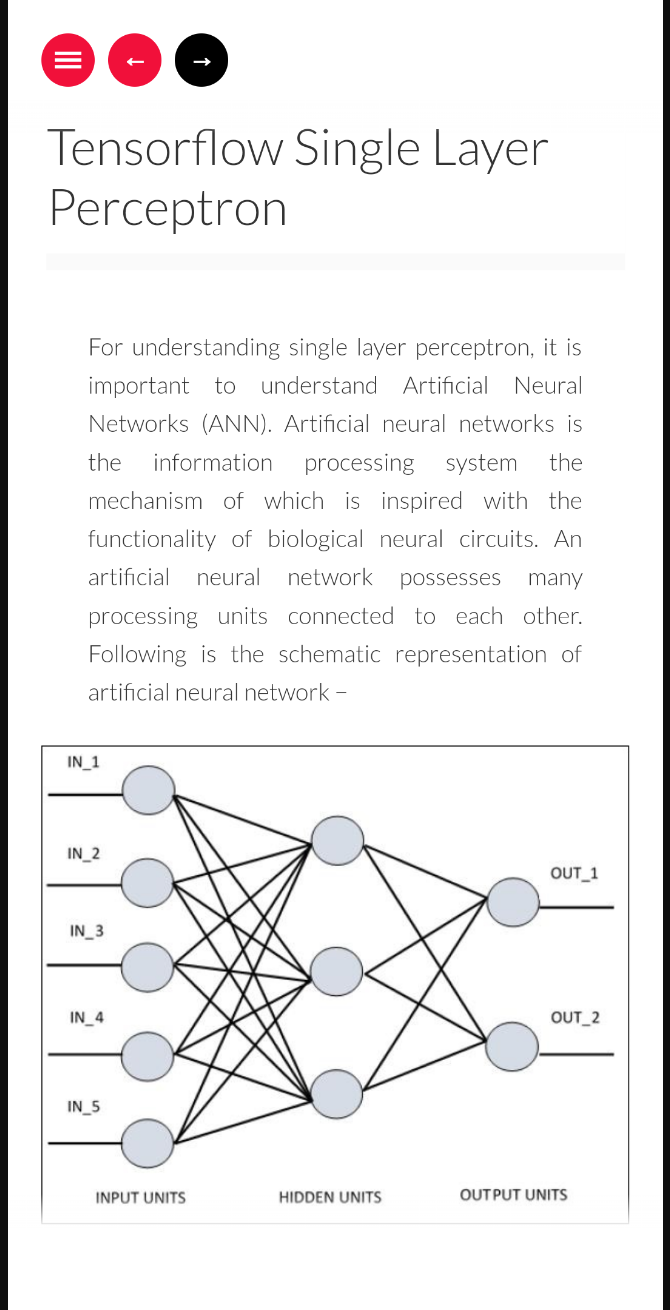 Tensorflow Single Layer
Perceptron
For understanding single layer perceptron, it is
important to understand Artificial Neural
Networks (ANN). Artificial neural networks is
the information processing system the
mechanism of which is inspired with the
functionality of biological neural circuits. An
artificial neural network possesses many
processing units connected to each other.
Following is the schematic representation of
artificial neural network −
IN_1
IN_2
OUT_1
IN_3
IN_4
OUT_2
IN_5
INPUT UNITS HIDDEN UNITS OUTPUT UNITS